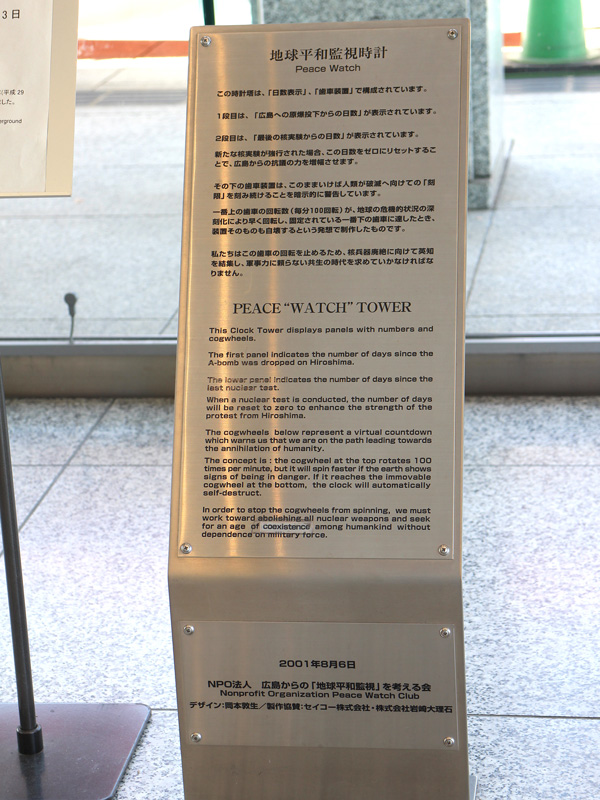 3日
平成29
した。
erground
地球平和監視時計
Peace Watch
この時計塔は、「日数表示」、「歯車装置」で構成されています。
1段目は、「広島への原爆投下からの日数」が表示されています。
2段目は、「最後の核実験からの日数」が表示されています。
新たな核実験が強行された場合、この日数をゼロにリセットするこ
とで、広島からの抗議の力を増幅させます。
その下の歯車装置は、このままいけば人類が破滅へ向けての「刻
限」を刻み続けることを暗示的に警告しています。
一番上の歯車の回転数(毎分100回転)が、地球の危機的状況の深
刻化により早く回転し、固定されている一番下の歯車に達したとき、
装置そのものも自壊するという発想で制作したものです。
私たちはこの歯車の回転を止めるため、核兵器廃絶に向けて英知
を結集し、軍事力に頼らない共生の時代を求めていかなければな
りません。
PEACE “WATCH” TOWER
This Clock Tower displays panels with numbers and
cogwheels.
The first panel indicates the number of days since the
A-bomb was dropped on Hiroshima.
The lowar panel indicates the number of days since the
last nuclear test.
When a nuclear test is conducted, the number of days
will be reset to zero to enhance the strength of the
protest from Hiroshima.
The cogwheels below represent a virtual countdown
which warns us that we are on the path leading towards
the annihilation of humanity.
The concept is : the cogwheel at the top rotates 100
times per minute, but it will spin faster if the earth shows
signs of being in danger. If it reaches the immovable
cogwheel at the bottom, the clock will automatically
self-destruct.
In order to stop the cogwheels from spinning, we must
work toward abolishing all nuclear weapons and seek
for an age of coexistence among humankind without
dependence on military force.
2001年8月6日
NPO法人 広島からの「地球平和監視」を考える会
Nonprofit Organization Peace Watch Club
デザイン:岡本敦生/製作協賛:セイコー株式会社・株式会社岩崎大理石